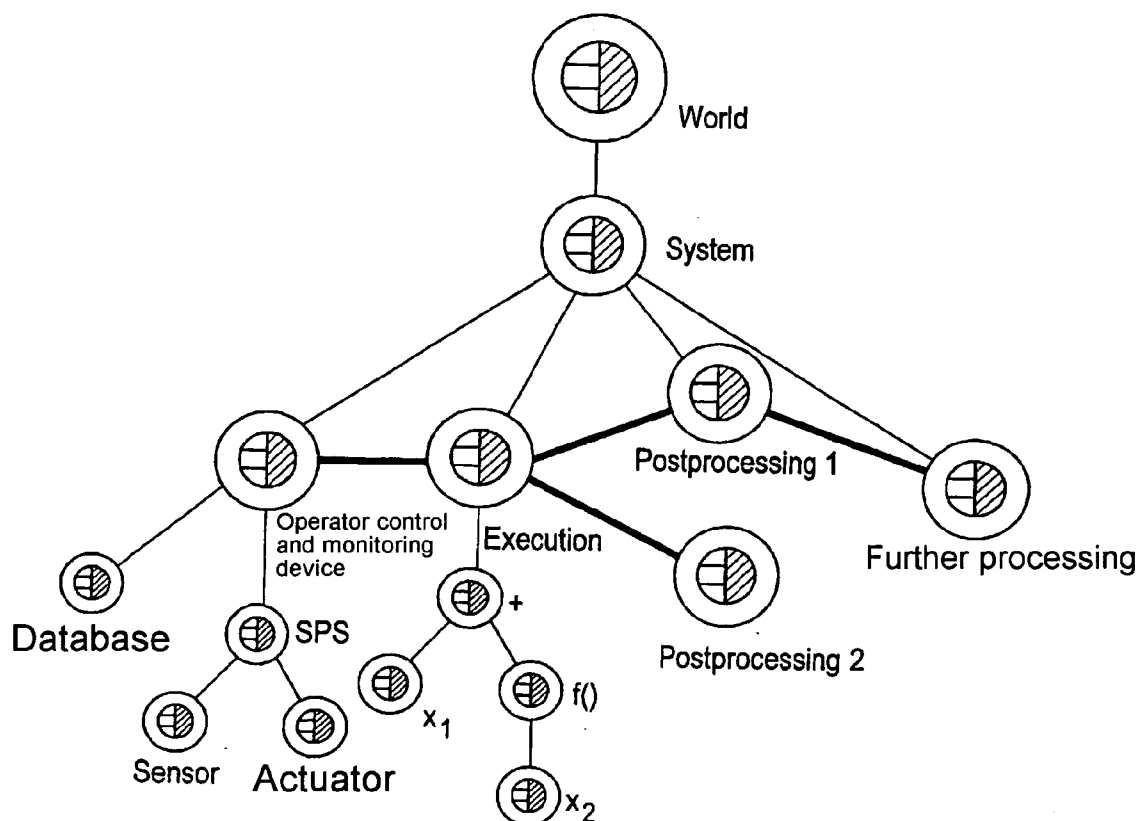 World
System
Postprocessing 1
Operator control
and monitoring
device
Execution
Further processing
Database
SPS
+
Postprocessing 2
f()
x1
Sensor
Actuator
x2